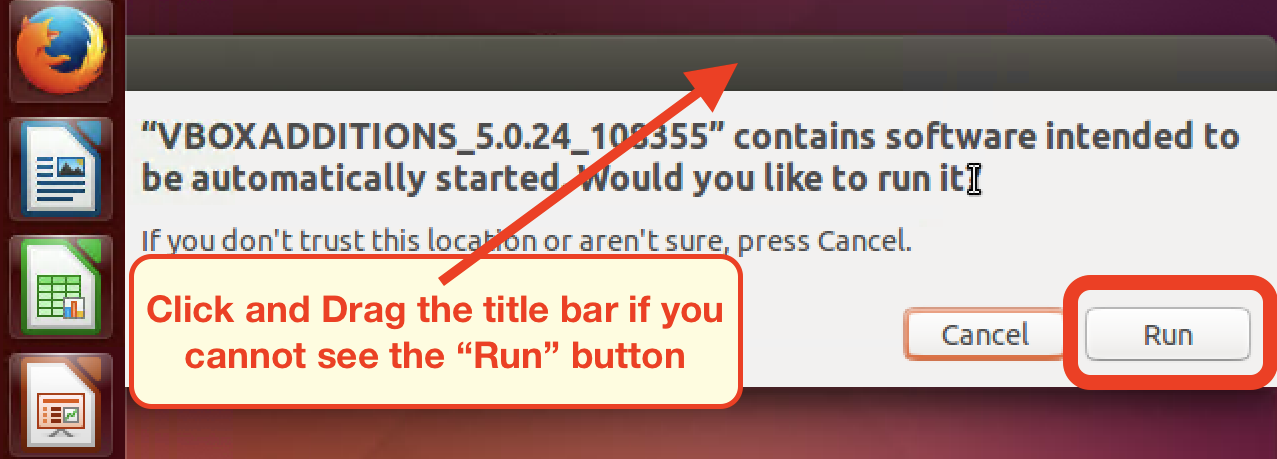 “VBOXADDITIONS_5.0.24_108355” contains software intended to
be automatically started. Would you like to run it?
If you don't trust this location or aren't sure, press Cancel.
Click and Drag the title bar if you
cannot see the “Run” button
Cancel
Run